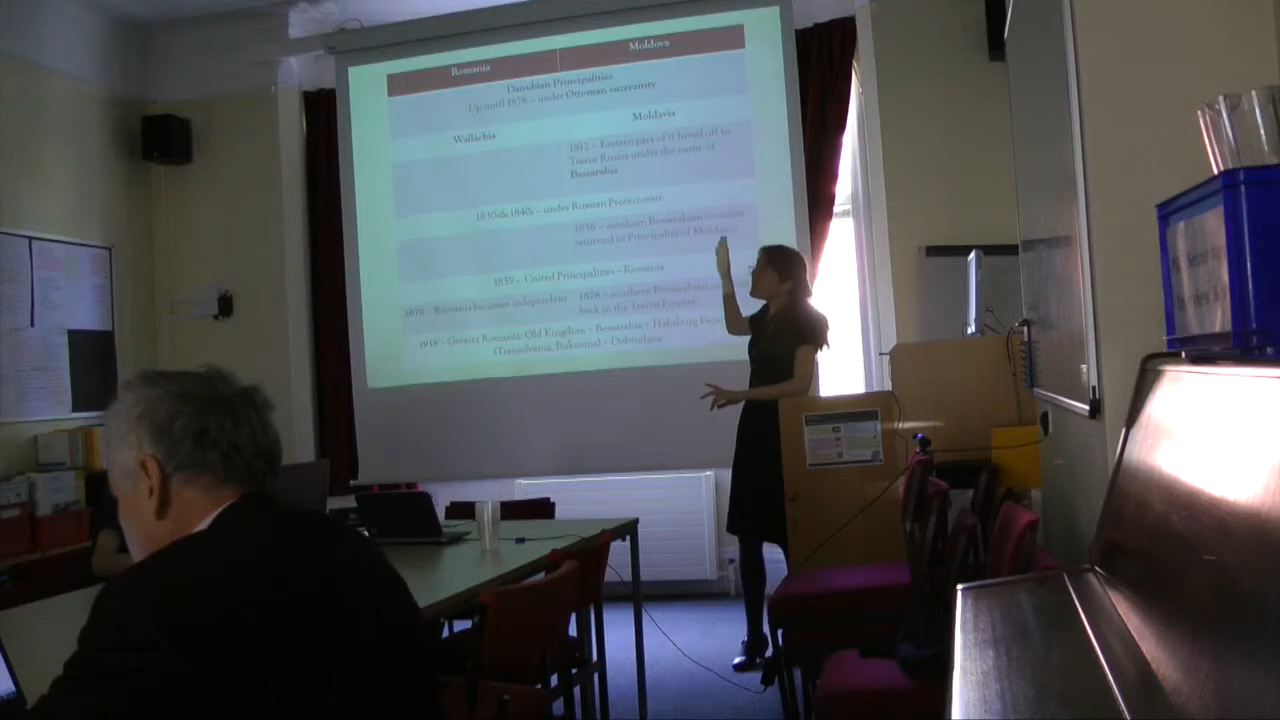 Romania
Moldova
Danubian Principalities
Up until 1878 – under Ottoman suzerainty
Wallachia
Moldavia
1812 – Eastern part of it hived off to
Tsarist Russia under the name of
Bessarabia
1830s& 1840s – under Russian Protectorate
1856 – southern Bessarabian counties
returned to Principality of Moldavia
1859 – United Principalities – Romania
1878 – Romania becomes independent
1878 – southern Bessarabian
back in the Tsarist Empire
1918 – Greater Romania: Old Kingdom + Bessarabia + Habsburg
(Transylvania, Bukovina) + Dobrudgea